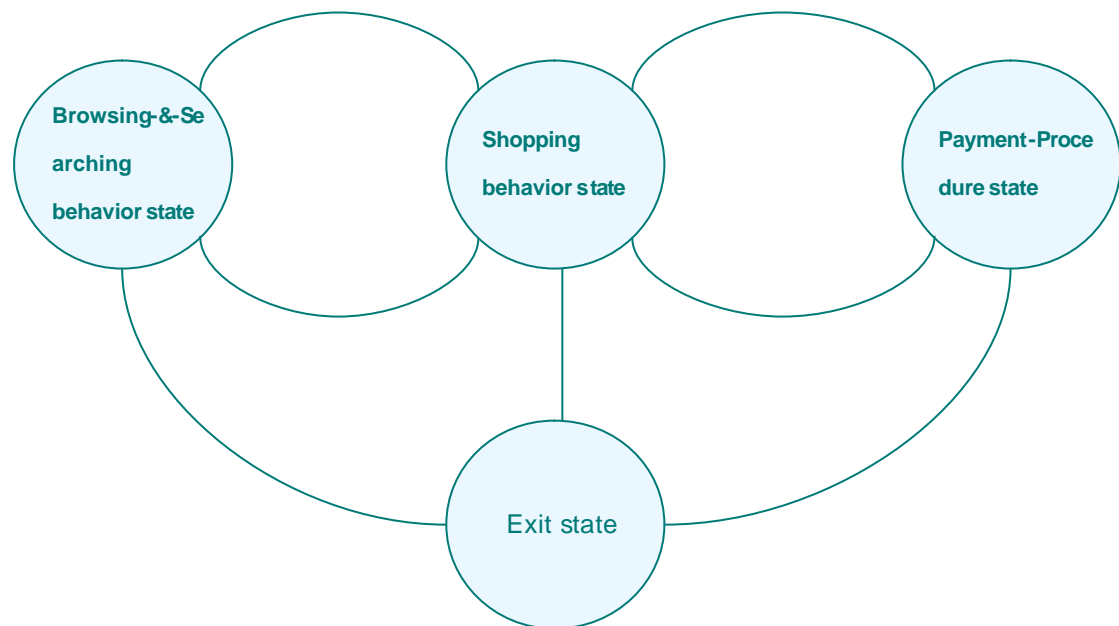 Browsing-&-Se
arching
behavior state
Shopping
behavior state
Payment-Proce
dure state
Exit state